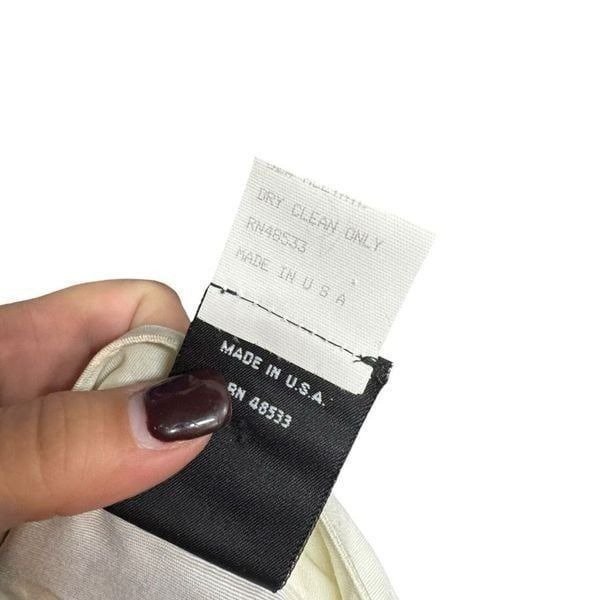 DRY CLEAN ONLY
RN48533
MADE IN U S A
MADE IN U.S.A.
RN 48533